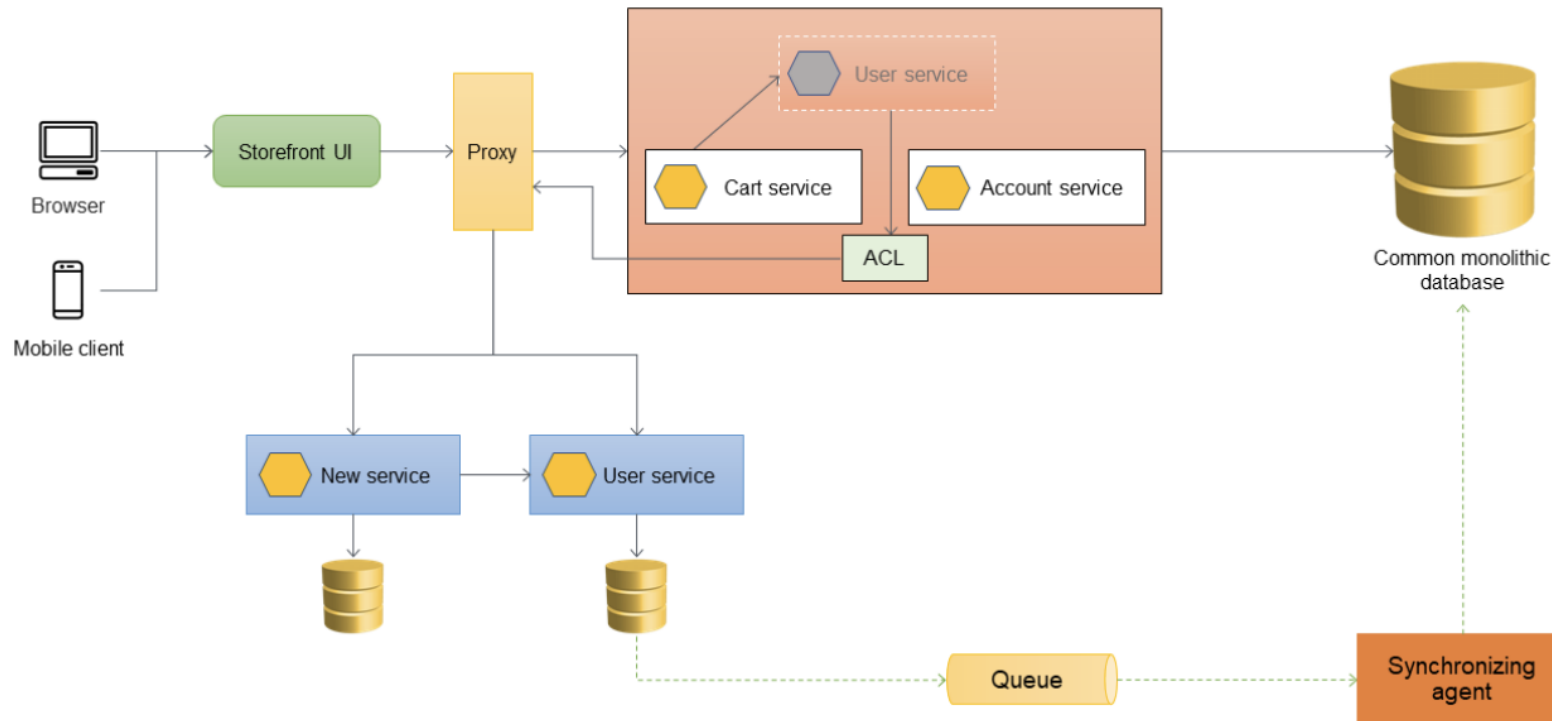 User service
Storefront UI
Proxy
Cart service
Account service
Browser
ACL
Common monolithic
database
Mobile client
New service
User service
Queue
Synchronizing
agent